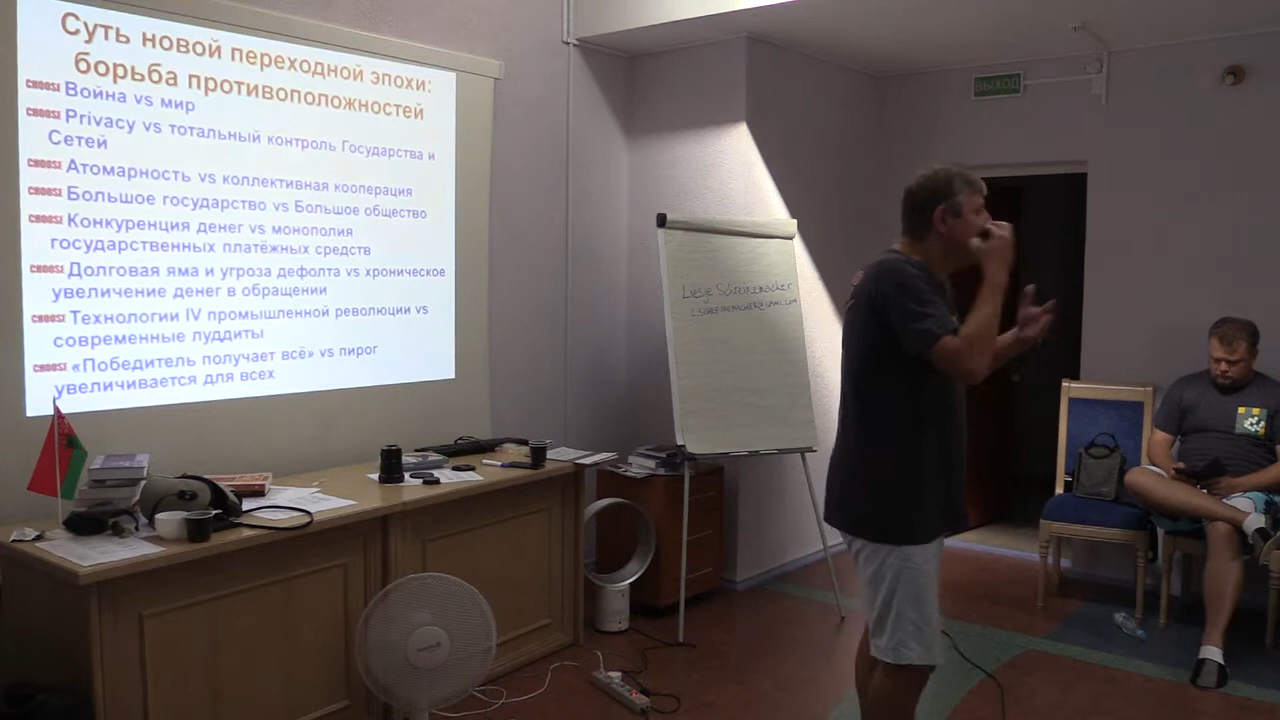 Суть новой переходной эпохи:
борьба противоположностей
CHOOSE Война vs мир
CHOOSE Privacy vs тотальный контроль Государства и
Сетей
CHOOSE Атомарность vs коллективная кооперация
CHOOSE Большое государство vs Большое общество
CHOOSE Конкуренция денег vs монополия
государственных платёжных средств
CHOOSE Долговая яма и угроза дефолта vs хроническое
увеличение денег в обращении
CHOOSE Технологии IV промышленной революции vs
современные луддиты
CHOOSE «Победитель получает всё» vs пирог
увеличивается для всех
ВЫХОД
Liesje Schreinemacher